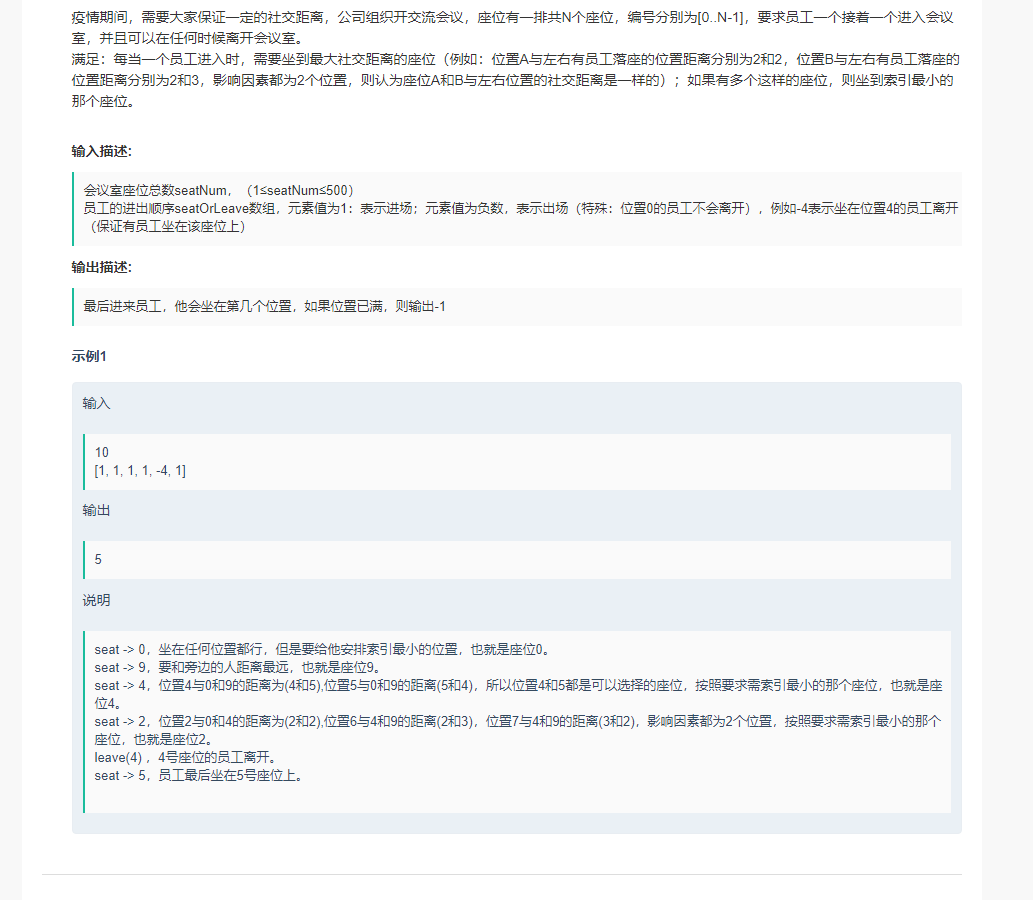 疫情期间，需要大家保证一定的社交距离，公司组织开交流会议，座位有一排共N个座位，编号分别为[0..N-1]，要求员工一个接着一个进入会议
室，并且可以在任何时候离开会议室。
满足：每当一个员工进入时，需要坐到最大社交距离的座位（例如：位置A与左右有员工落座的位置距离分别为2和2，位置B与左右有员工落座的
位置距离分别为2和3，影响因素都为2个位置，则认为座位A和B与左右位置的社交距离是一样的）；如果有多个这样的座位，则坐到索引最小的
那个座位。
输入描述：
会议室座位总数seatNum，（1≤seatNum≤500）
员工的进出顺序seatOrLeave数组，元素值为1：表示进场；元素值为负数，表示出场（特殊：位置0的员工不会离开），例如-4表示坐在位置4的员工离开
（保证有员工坐在该座位上）
输出描述：
最后进来员工，他会坐在第几个位置，如果位置已满，则输出-1
示例1
输入
10
[1, 1, 1, 1, -4, 1]
输出
5
说明
seat -> 0，坐在任何位置都行，但是要给他安排索引最小的位置，也就是座位0。
seat -> 9，要和旁边的人距离最远，也就是座位9。
seat -> 4，位置4与0和9的距离为(4和5),位置5与0和9的距离(5和4)，所以位置4和5都是可以选择的座位，按照要求需索引最小的那个座位，也就是座
位4。
seat -> 2，位置2与0和4的距离为(2和2),位置6与4和9的距离(2和3)，位置7与4和9的距离(3和2)，影响因素都为2个位置，按照要求需索引最小的那个
座位，也就是座位2。
leave(4) ，4号座位的员工离开。
seat -> 5，员工最后坐在5号座位上。